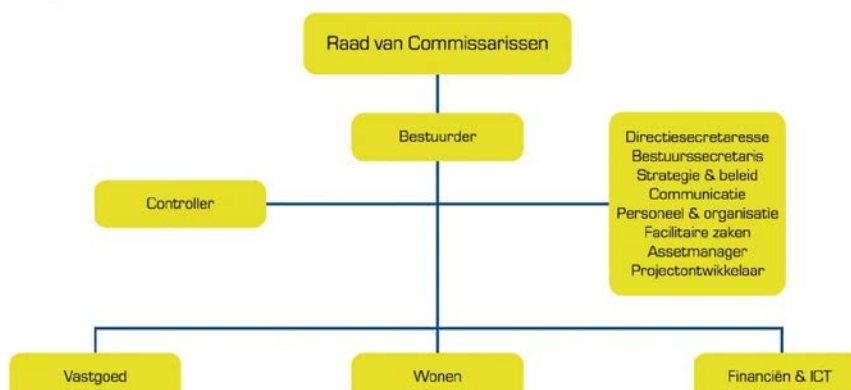 Raad van Commissarissen
Bestuurder
Directiesecretaresse
Bestuurssecretaris
Strategie & beleid
Communicatie
Personeel & organisatie
Facilitaire zaken
Assetmanager
Projectontwikkelaar
Controller
Vastgoed
Wonen
Financiën & ICT